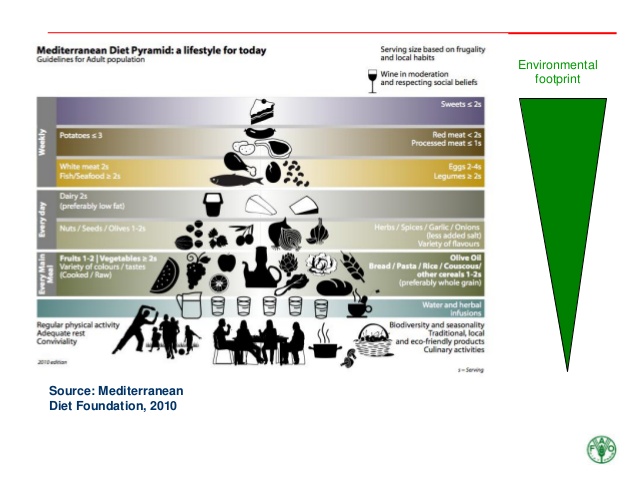 Mediterranean Diet Pyramid: a lifestyle for today
Guidelines for Adult population
Serving size based on frugality
and local habits
Wine in moderation
and respecting social beliefs
Environmental
footprint
Weekly
Sweets ≤ 2s
Potatoes ≤ 3
Red meat < 2s
Processed meat ≤ 1s
White meat 2s
Fish/Seafood ≥ 2s
Eggs 2-4s
Legumes ≥ 2s
Every day
Dairy 2s
(preferably low fat)
Nuts / Seeds / Olives 1-2s
Herbs / Spices / Garlic / Onions
(less added salt)
Variety of flavours
Every Main
Meal
Fruits 1-2 | Vegetables ≥ 2s
Variety of colours / tastes
(Cooked / Raw)
Olive Oil
Bread / Pasta / Rice / Couscous/
other cereals 1-2s
(preferably whole grain)
Water and herbal
infusions
Regular physical activity
Adequate rest
Conviviality
Biodiversity and seasonality
Traditional, local
and eco-friendly products
Culinary activities
2010 edition
s = Serving
Source: Mediterranean
Diet Foundation, 2010
FAO